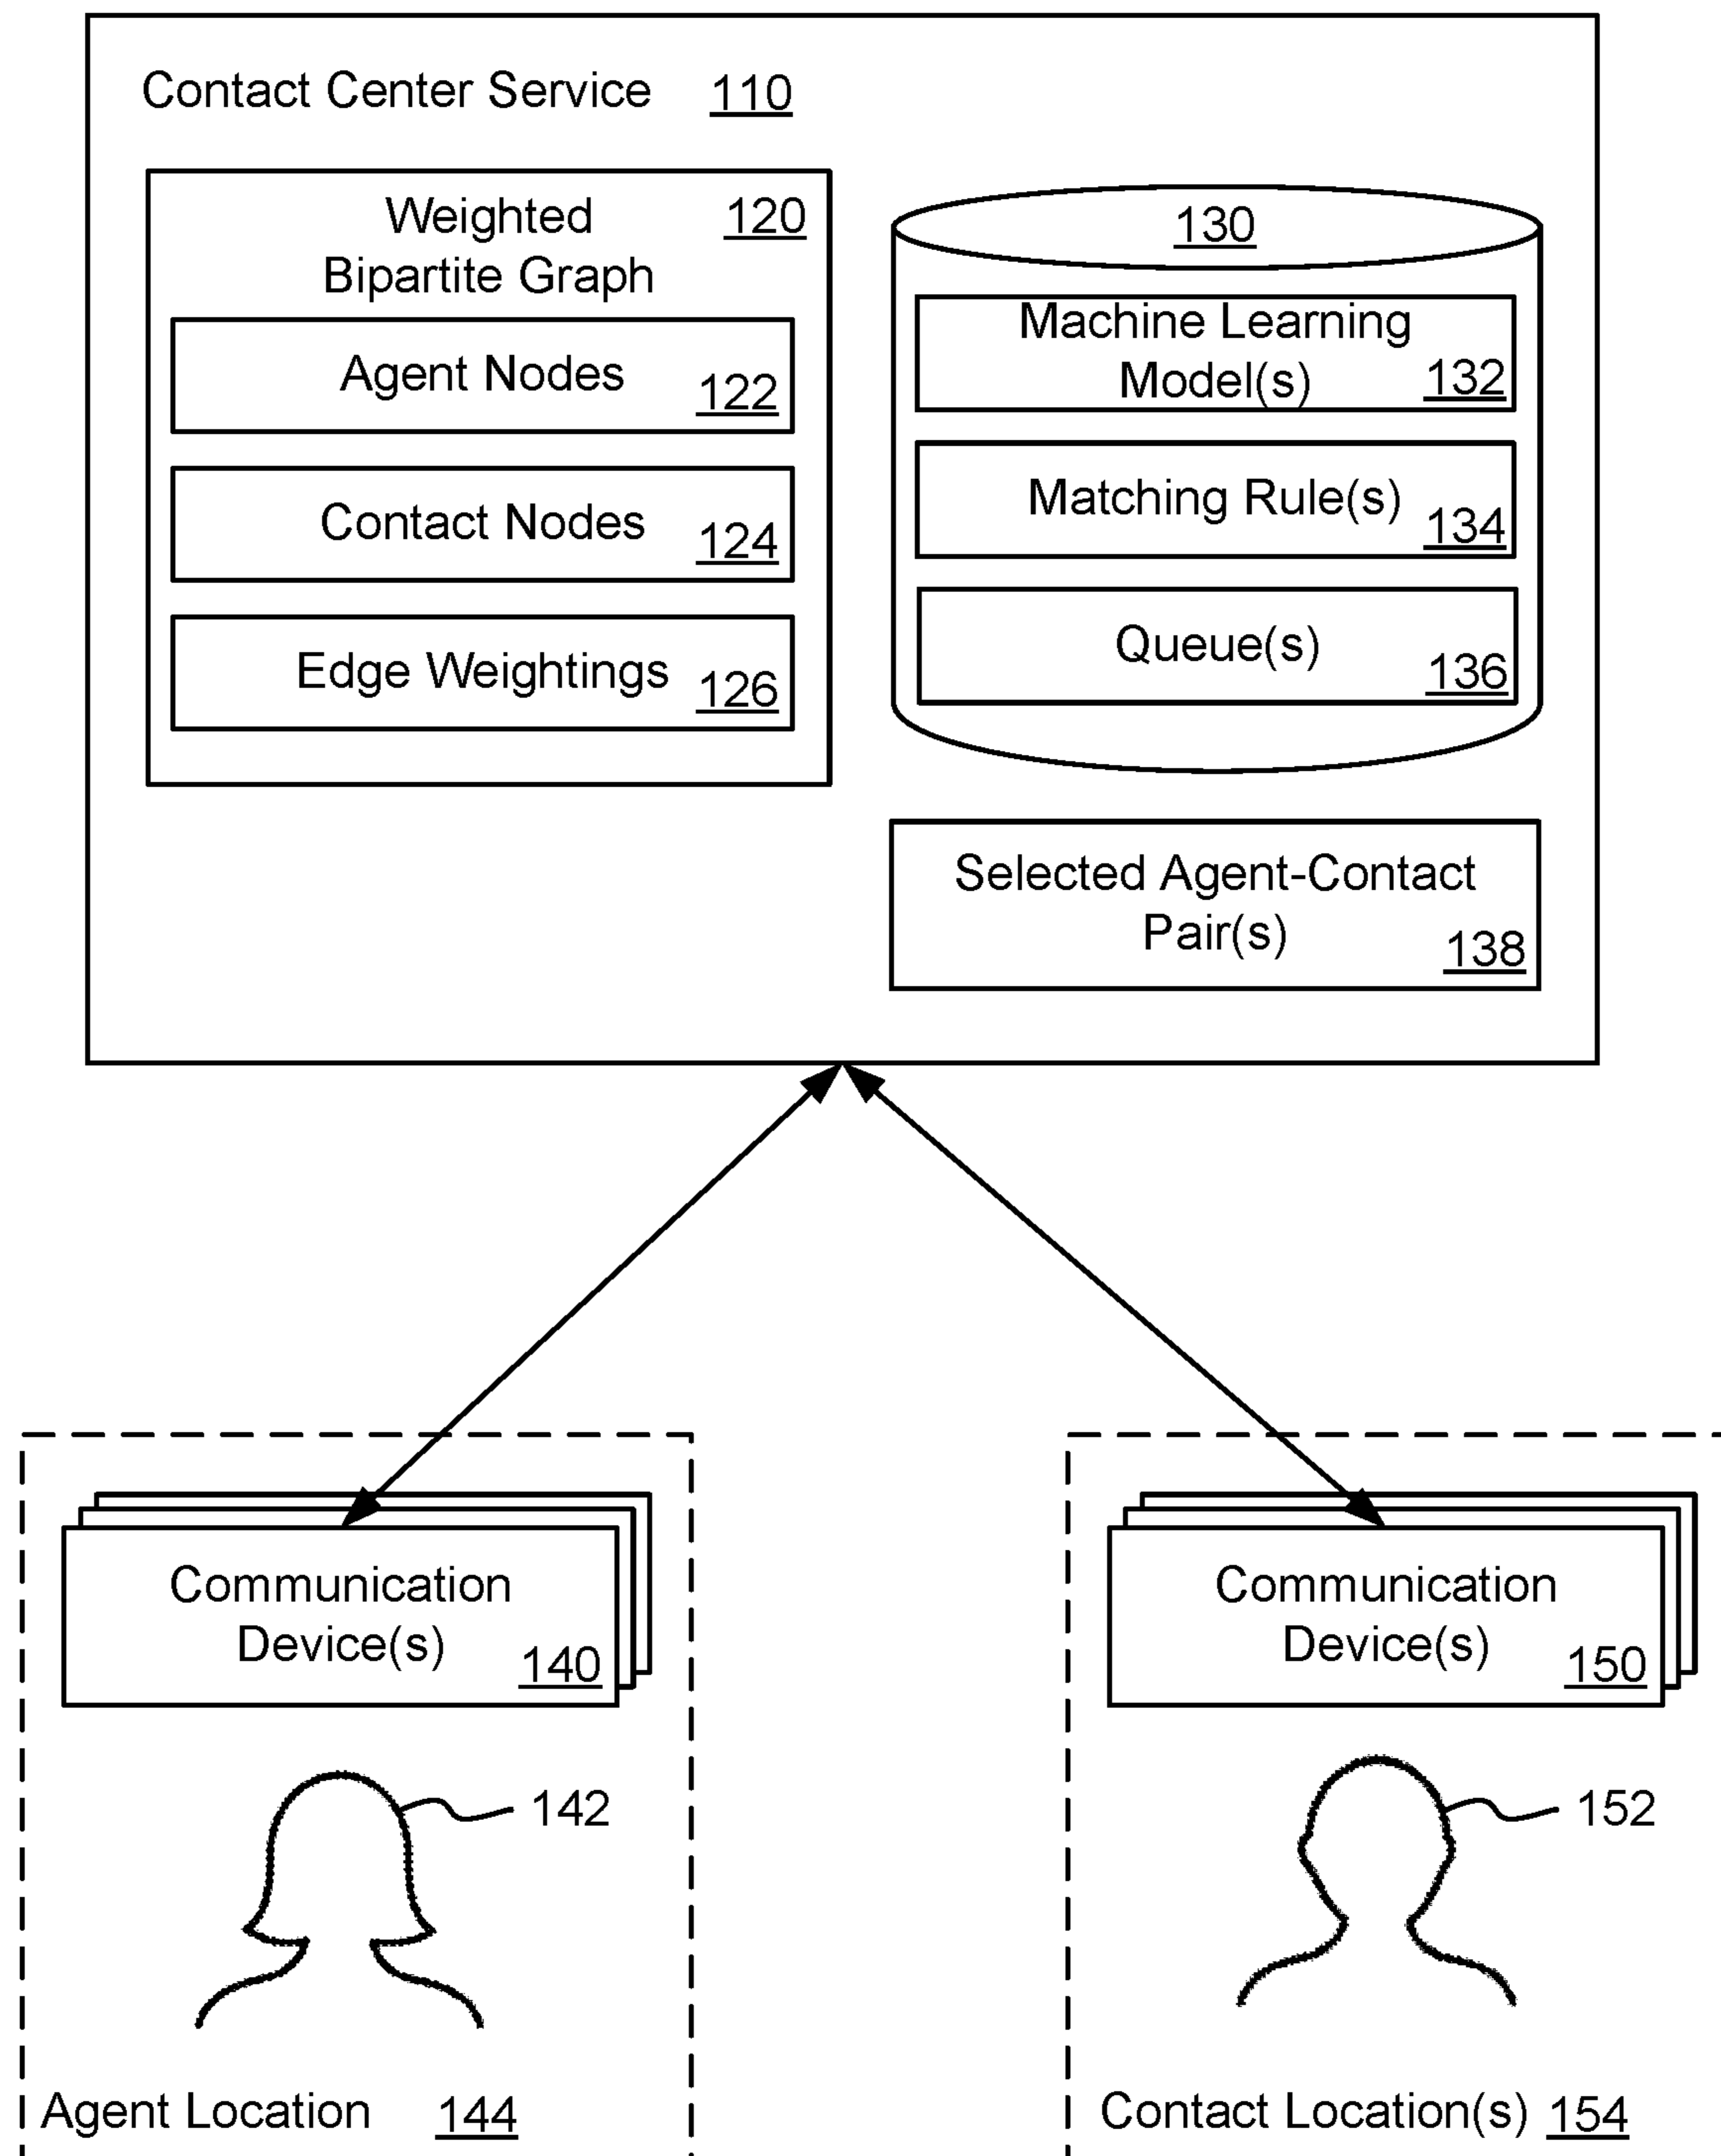 Contact Center Service 110
Weighted 120
Bipartite Graph
Agent Nodes 122
Contact Nodes 124
Edge Weightings 126
130
Machine Learning
Model(s) 132
Matching Rule(s) 134
Queue(s) 136
Selected Agent-Contact
Pair(s) 138
Communication
Device(s) 140
142
Agent Location 144
Communication
Device(s) 150
152
Contact Location(s) 154